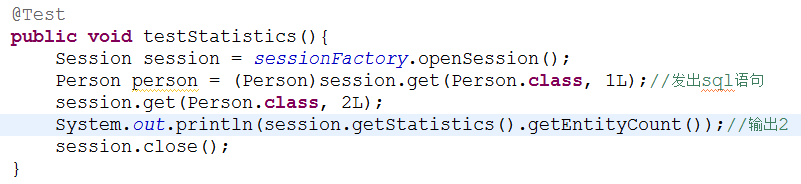 @Test
public void testStatistics(){
Session session = sessionFactory.openSession();
Person person = (Person)session.get(Person.class, 1L);//发出sql语句
session.get(Person.class, 2L);
System.out.println(session.getStatistics().getEntityCount());//输出2
session.close();
}